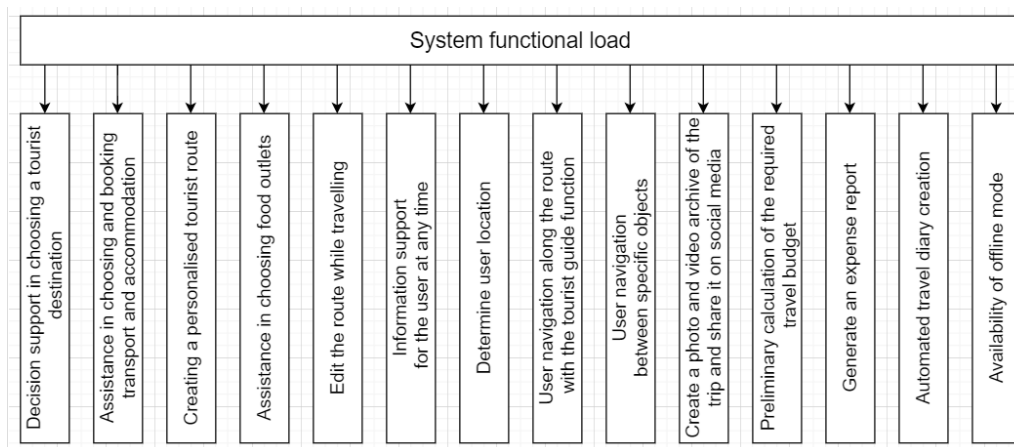 System functional load
Decision support in choosing a tourist
destination
Assistance in choosing and booking
transport and accommodation
Creating a personalised tourist route
Assistance in choosing food outlets
Edit the route while travelling
Information support
for the user at any time
Determine user location
User navigation along the route
with the tourist guide function
User navigation
between specific objects
Create a photo and video archive of the
trip and share it on social media
Preliminary calculation of the required
travel budget
Generate an expense report
Automated travel diary creation
Availability of offline mode